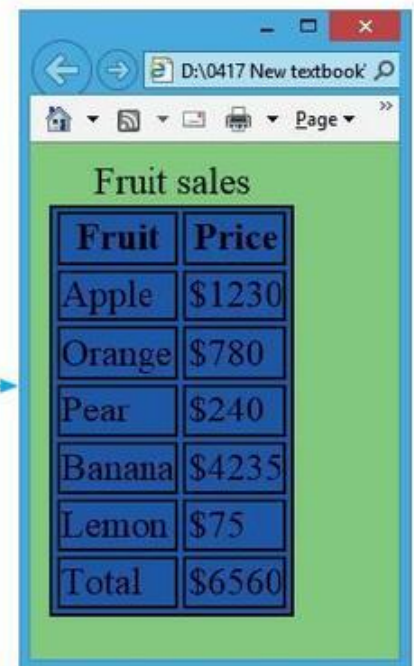 D:\0417 New textbook
Page
Fruit sales
Fruit Price
Apple $1230
Orange $780
Pear $240
Banana $4235
Lemon $75
Total $6560